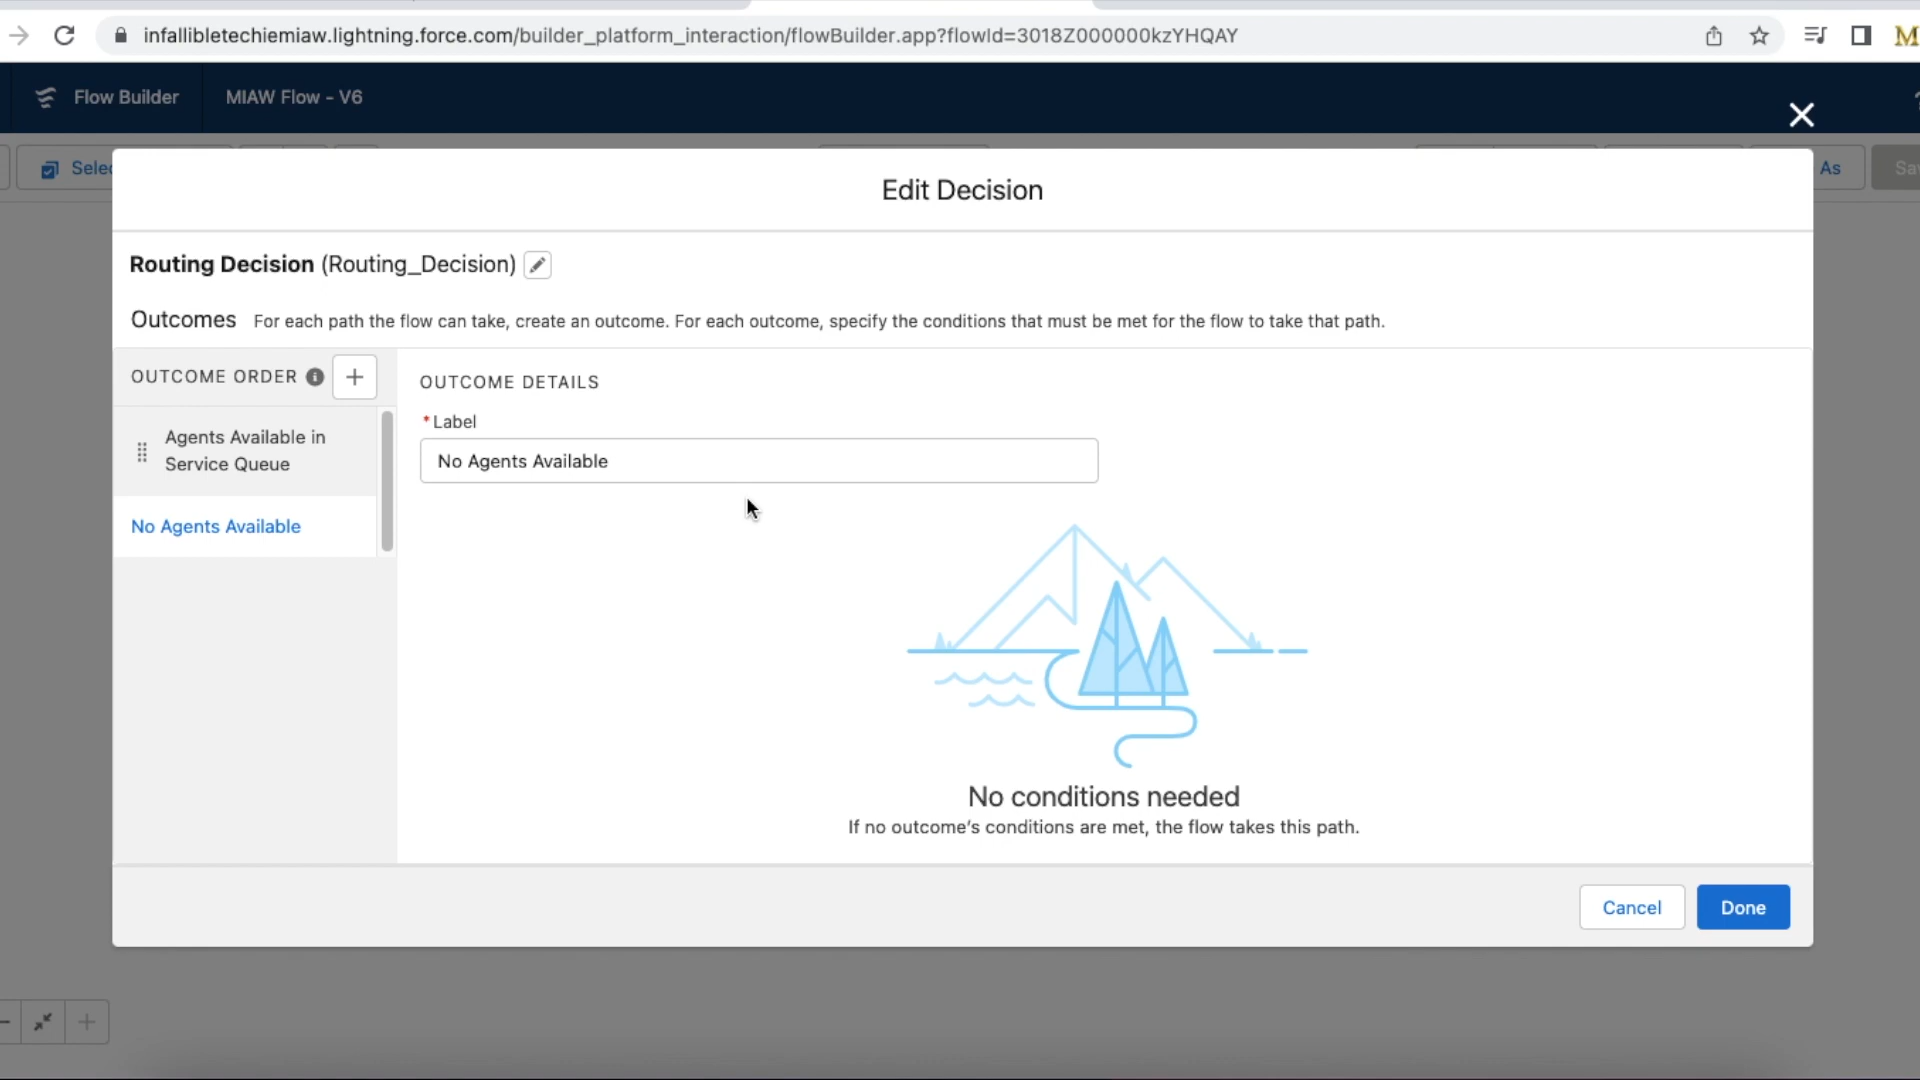 infallibletechiemiaw.lightning.force.com/builder_platform_interaction/flowBuilder.app?flowId=3018Z000000kzYHQAY
M
Flow Builder
MIAW Flow - V6
Selec
As
Sav
Edit Decision
Routing Decision (Routing_Decision)
Outcomes For each path the flow can take, create an outcome. For each outcome, specify the conditions that must be met for the flow to take that path.
OUTCOME ORDER
Agents Available in
Service Queue
No Agents Available
OUTCOME DETAILS
* Label
No Agents Available
No conditions needed
If no outcome's conditions are met, the flow takes this path.
Cancel
Done